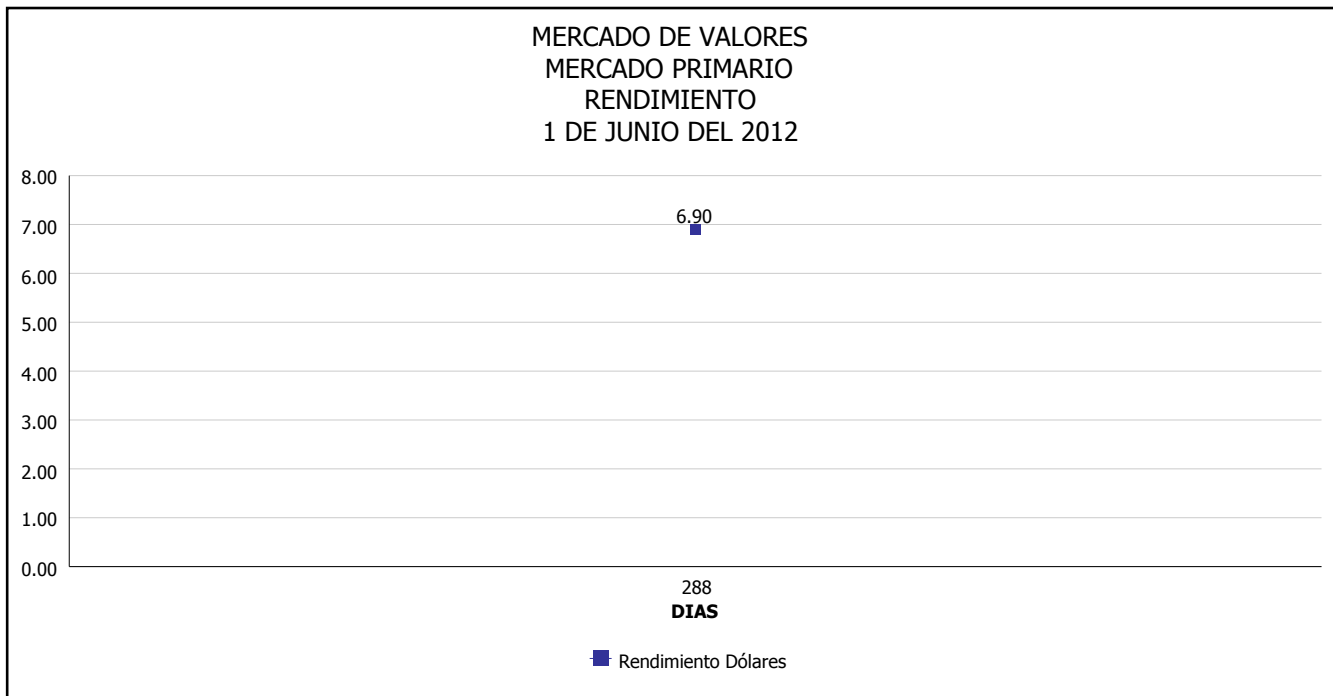 MERCADO DE VALORES
MERCADO PRIMARIO
RENDIMIENTO
1 DE JUNIO DEL 2012
8.00
7.00
6.00
5.00
4.00
3.00
2.00
1.00
0.00
6.90
288
DIAS
Rendimiento Dólares